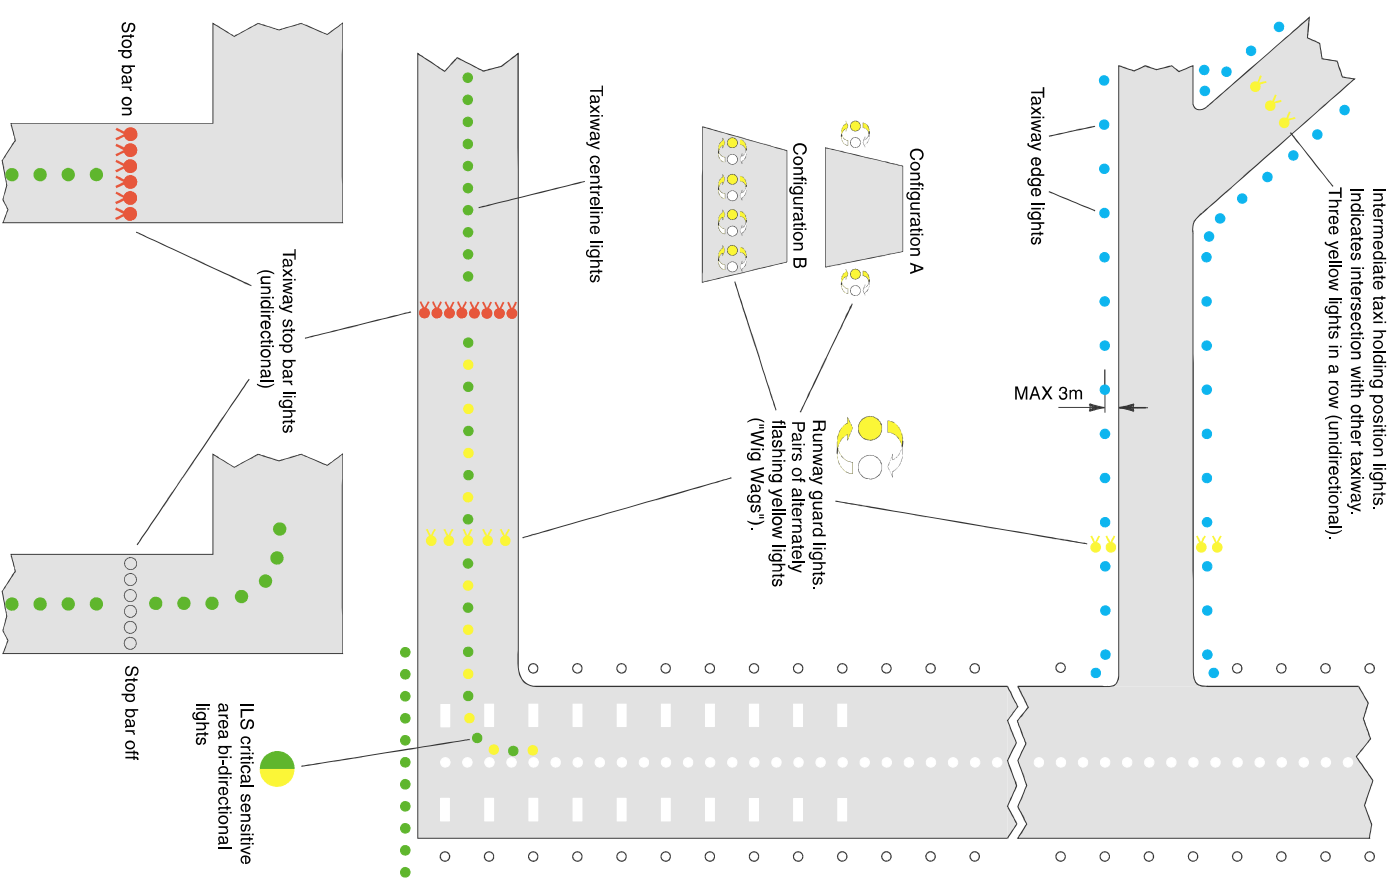 Intermediate taxi holding position lights.
Indicates intersection with other taxiway.
Three yellow lights in a row (unidirectional).
Taxiway edge lights
MAX 3m
Configuration A
Configuration B
Runway guard lights.
Pairs of alternately
flashing yellow lights
("Wig Wags").
Taxiway centreline lights
Taxiway stop bar lights
(unidirectional)
Stop bar on
Stop bar off
ILS critical sensitive
area bi-directional
lights